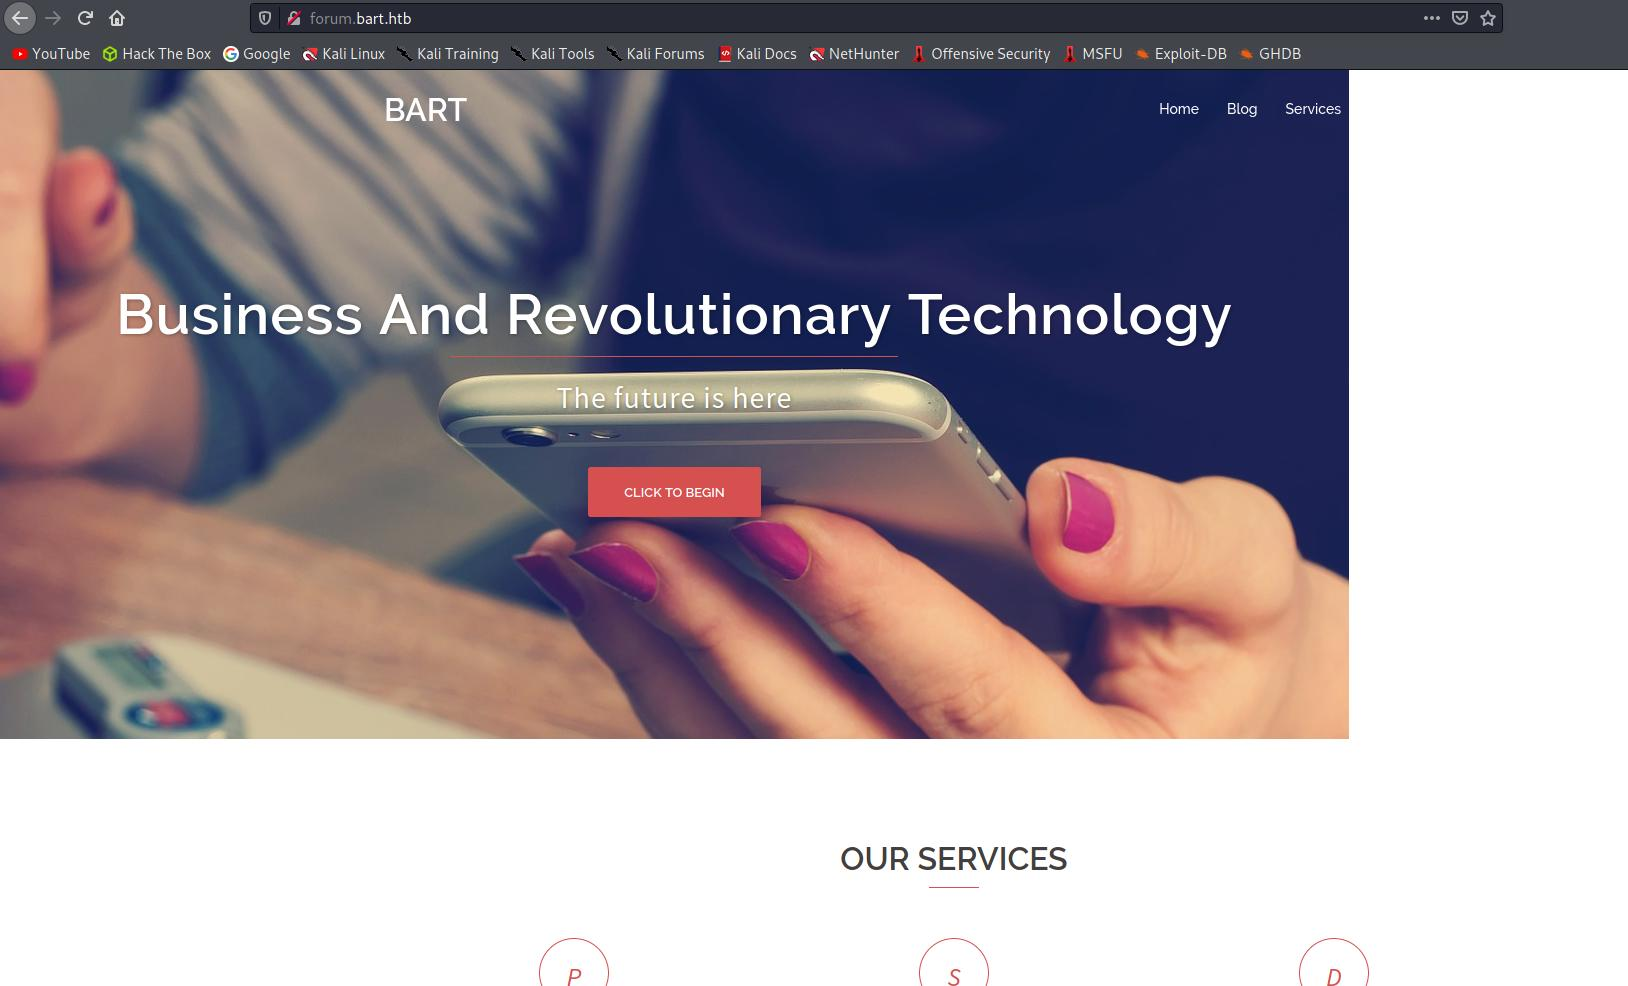 forum.bart.htb
YouTube Hack The Box Google Kali Linux Kali Training Kali Tools Kali Forums Kali Docs NetHunter Offensive Security MSFU Exploit-DB GHDB
BART Home Blog Services
Business And Revolutionary Technology
The future is here
CLICK TO BEGIN
OUR SERVICES
P S D